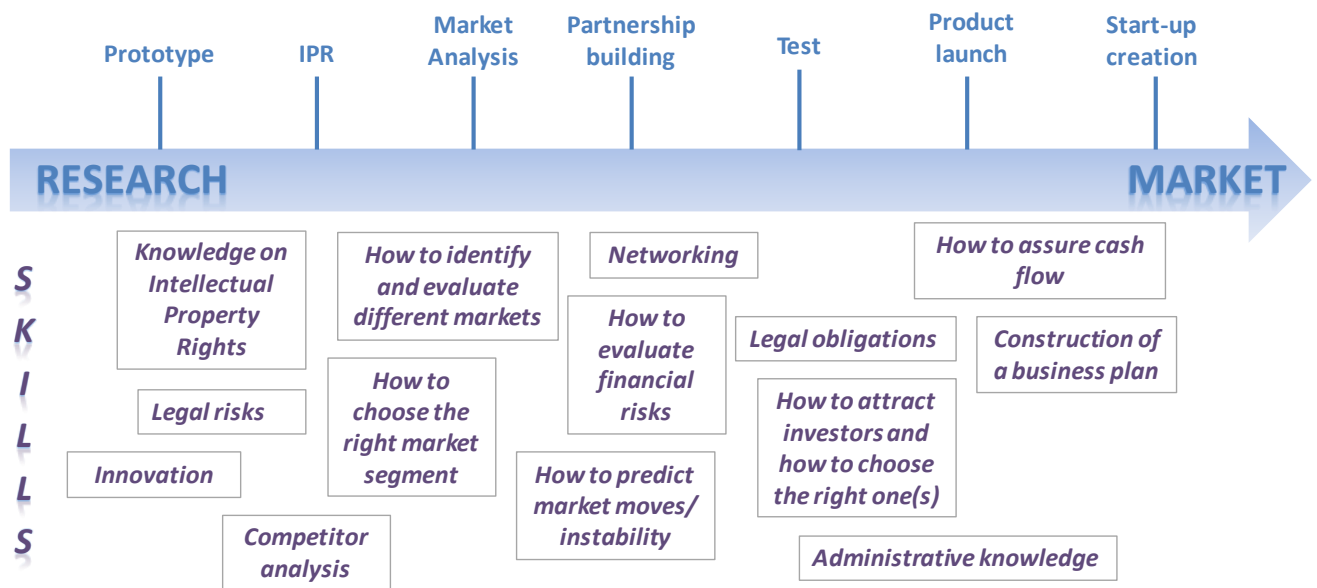 Prototype
IPR
Market
Analysis
Partnership
building
Test
Product
launch
Start-up
creation
RESEARCH
MARKET
SKILLS
Knowledge on
Intellectual
Property
Rights
Legal risks
Innovation
Competitor
analysis
How to identify
and evaluate
different markets
How to
choose the
right market
segment
Networking
How to
evaluate
financial
risks
How to predict
market moves/
instability
Legal obligations
How to attract
investors and
how to choose
the right one(s)
Administrative knowledge
How to assure cash
flow
Construction of
a business plan